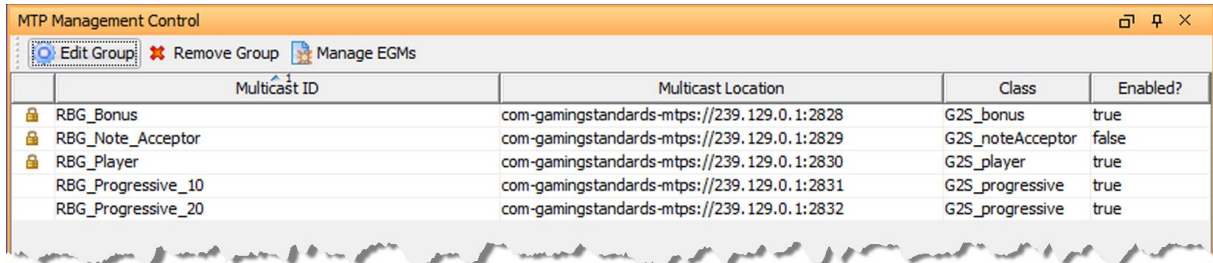 MTP Management Control
Edit Group Remove Group Manage EGMs
Multicast ID 1 Multicast Location Class Enabled?
RBG_Bonus com-gamingstandards-mtps://239.129.0.1:2828 G2S_bonus true
RBG_Note_Acceptor com-gamingstandards-mtps://239.129.0.1:2829 G2S_noteAcceptor false
RBG_Player com-gamingstandards-mtps://239.129.0.1:2830 G2S_player true
RBG_Progressive_10 com-gamingstandards-mtps://239.129.0.1:2831 G2S_progressive true
RBG_Progressive_20 com-gamingstandards-mtps://239.129.0.1:2832 G2S_progressive true